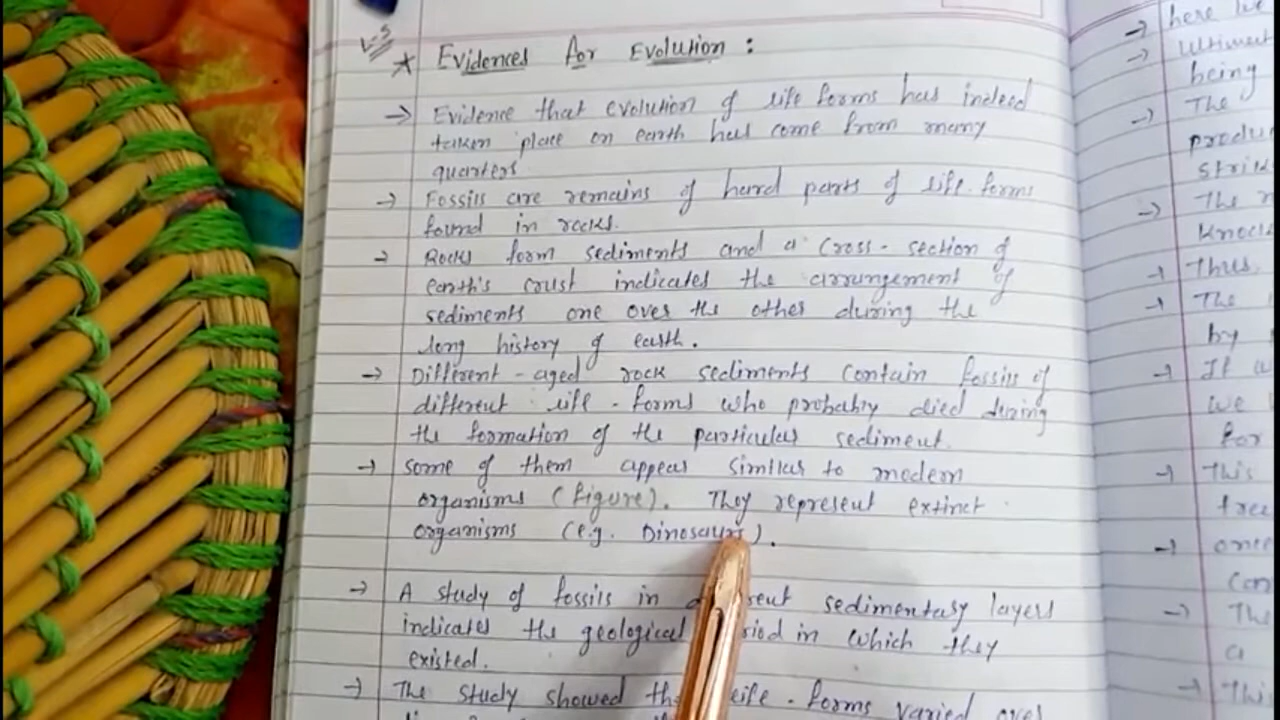 L-5
* Evidences for Evolution :
→ Evidence that evolution of life forms has indeed
taken place on earth has come from many
quarters.
→ Fossils are remains of hard parts of life-forms
found in rocks.
→ Rocks form sediments and a cross-section of
earth's crust indicates the arrangement of
sediments one over the other during the
long history of earth.
→ Different-aged rock sediments contain fossils of
different life-forms who probably died during
the formation of the particular sediment.
→ some of them appear similar to modern
organisms (figure). They represent extinct
organisms (e.g. Dinosaurs).
→ A study of fossils in sedimentary layers
indicates the geological in which they
existed.
→ The study showed life-forms varied over
→ here
→ Ultimat
being
→ The
produ
→ The
Knock
→ Thus
→ The
by
→ If
we
for
→ This
tree
→ once
Con
→ The
a
→ This